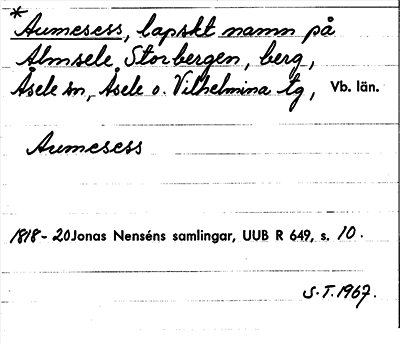 *
Aumesess, lapskt namn på
Almsele, Storbergen, berg,
Åsele sn, Åsele o. Vilhelmina tg, Vb. län.
Aumesess
1818-20 Jonas Nenséns samlingar, UUB R 649, s. 10.
S.T. 1967.